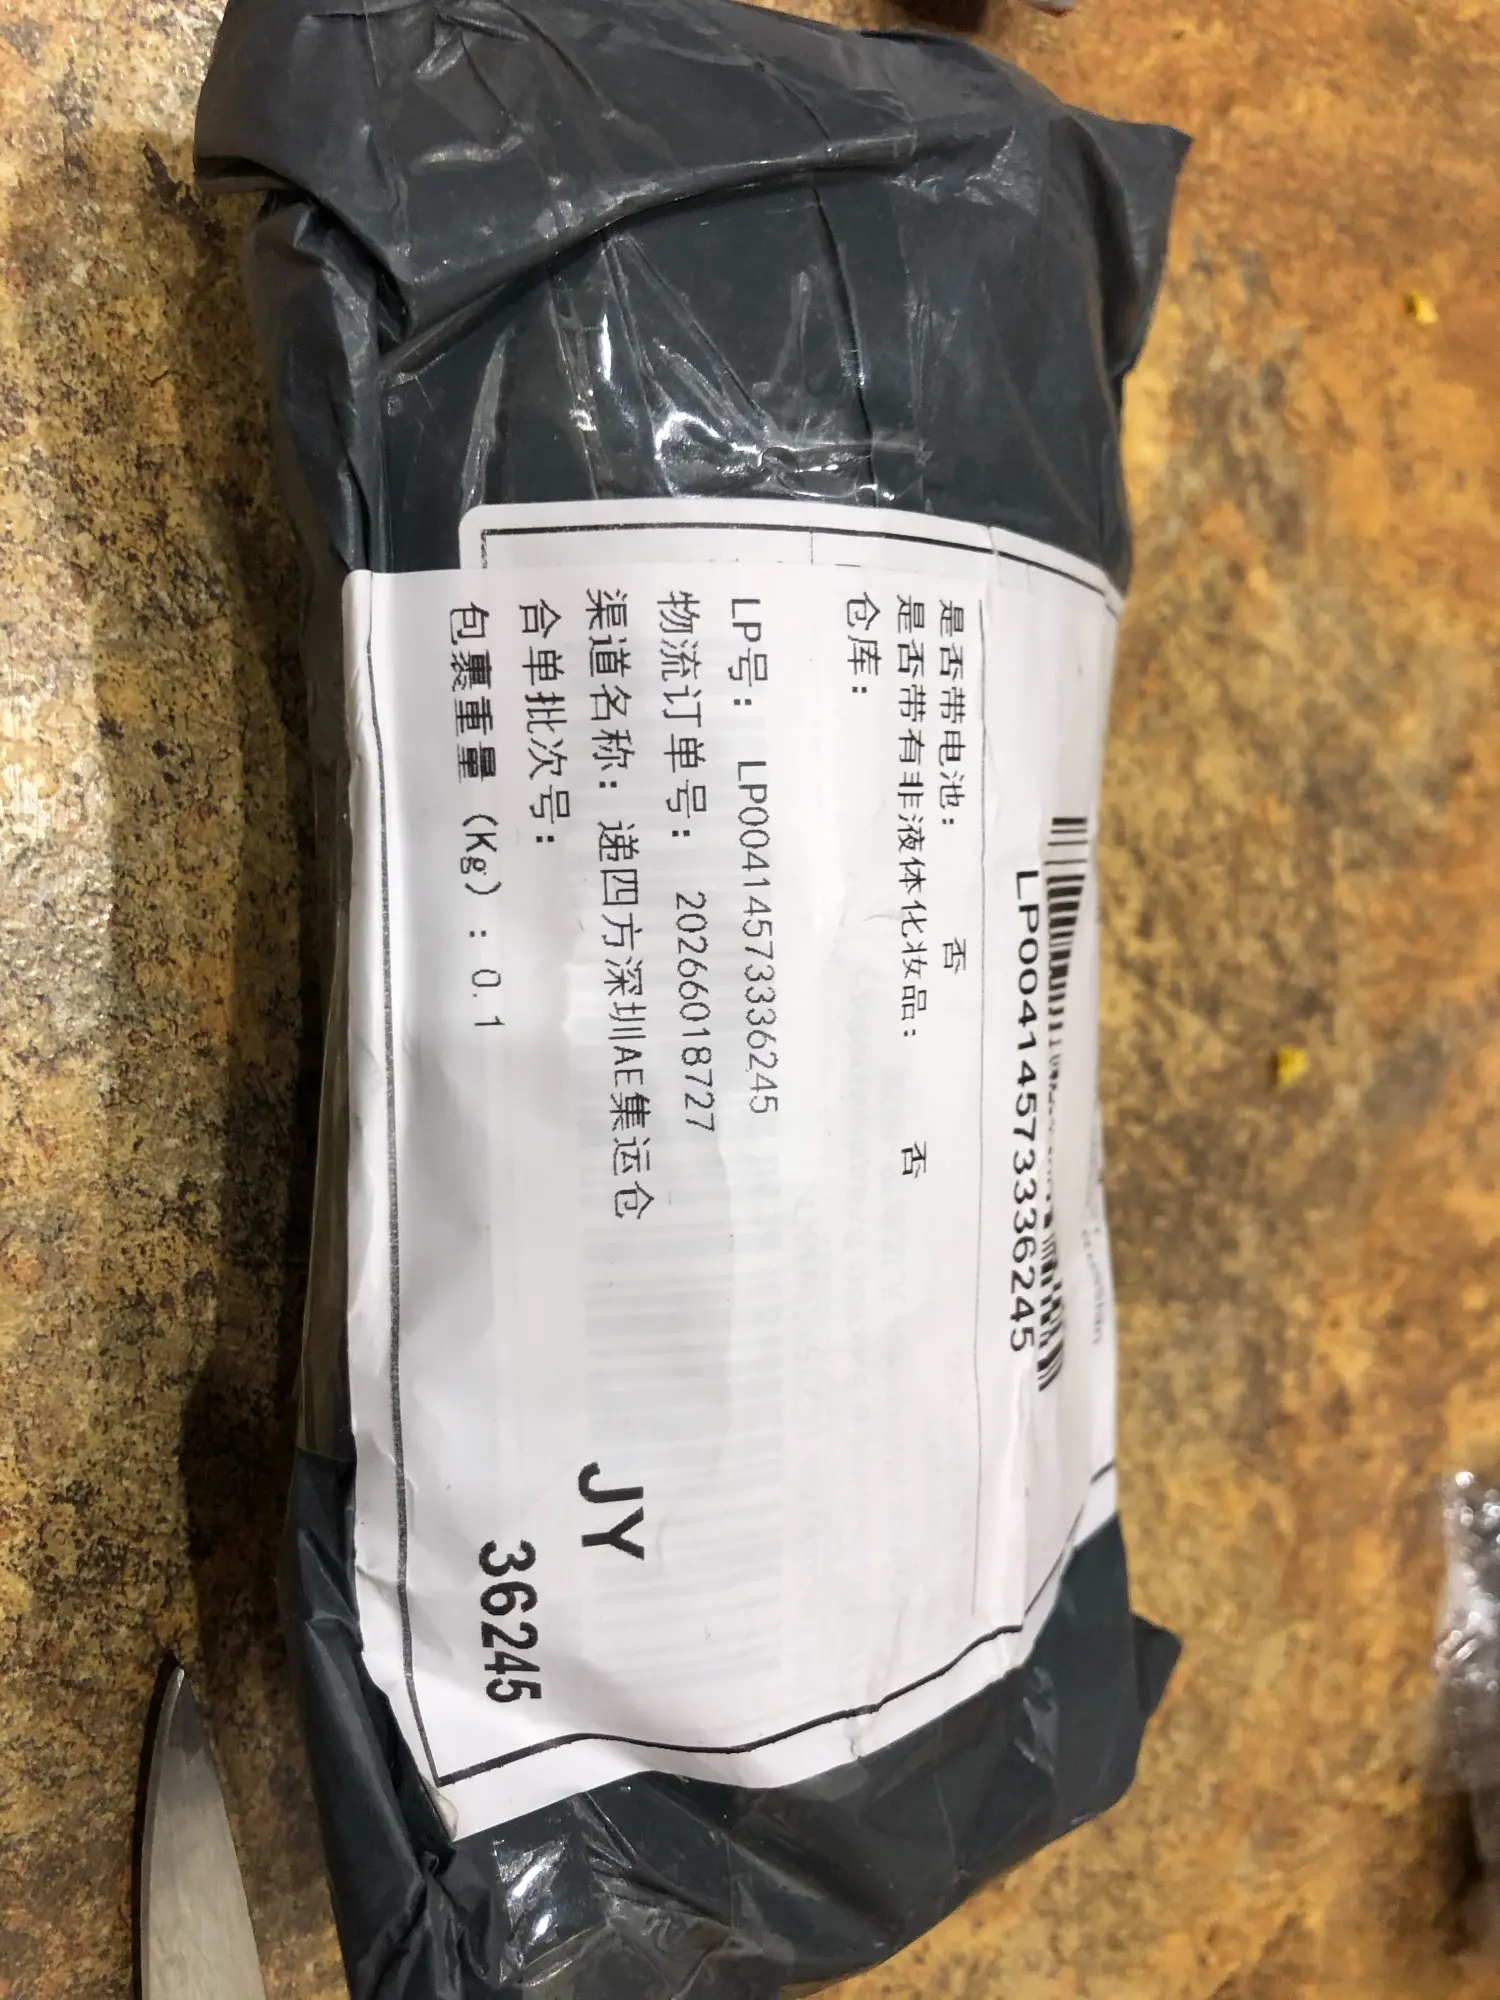 LP00414573336245
是否带电池: 否
是否带有非液体化妆品: 否
仓库:
LP号: LP00414573336245
物流订单号: 2026601872​7
渠道名称: 递四方深圳AE集运仓
JY
合单批次号:
包裹重量 (Kg) : 0.1
36245